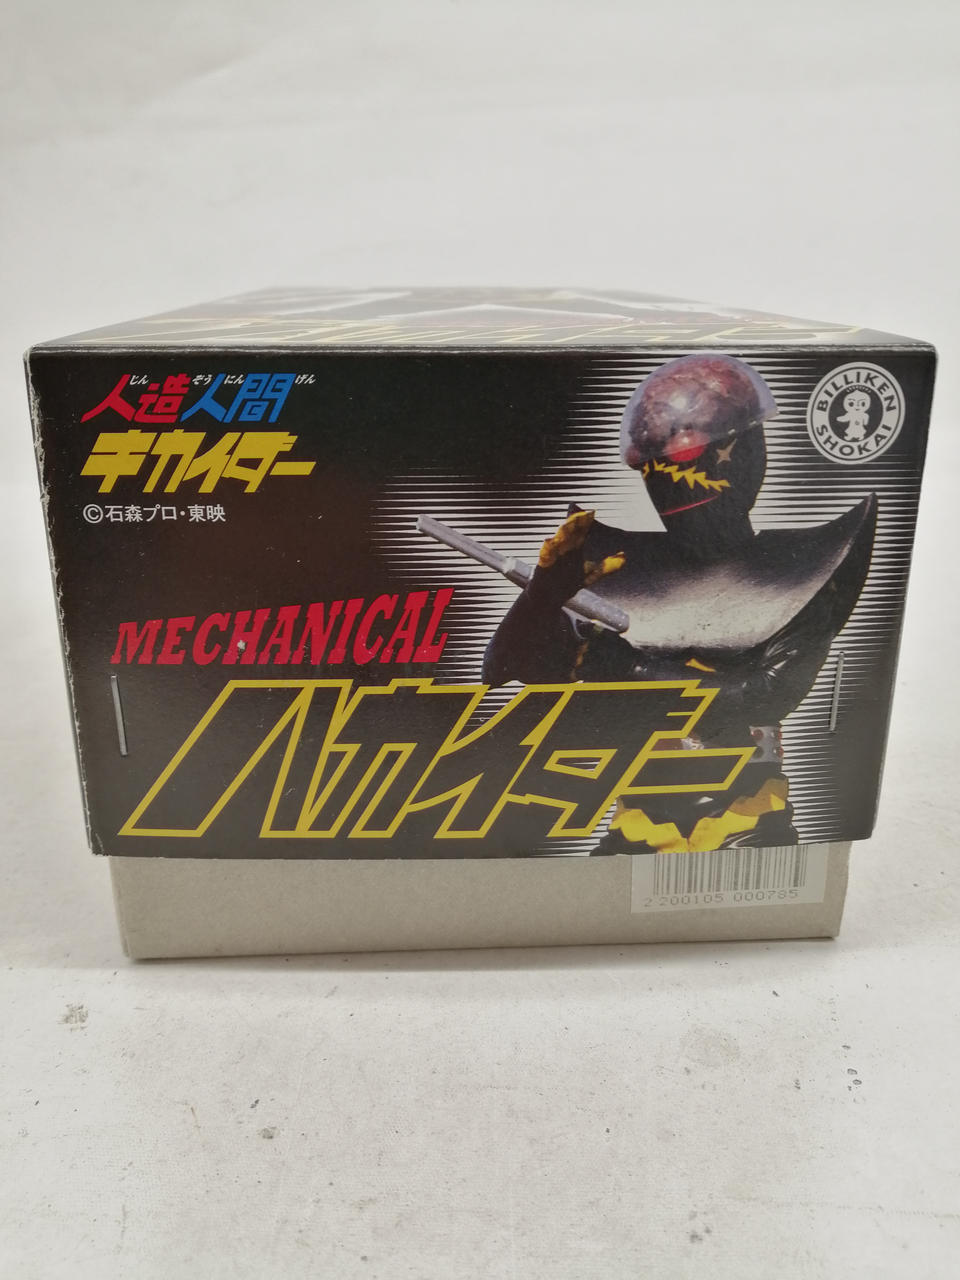 じん ぞう にん げん
人造人間
キカイダー
©石森プロ・東映
BILLIKEN
SHOKAI
MECHANICAL
ハカイダー
2 200105 000785